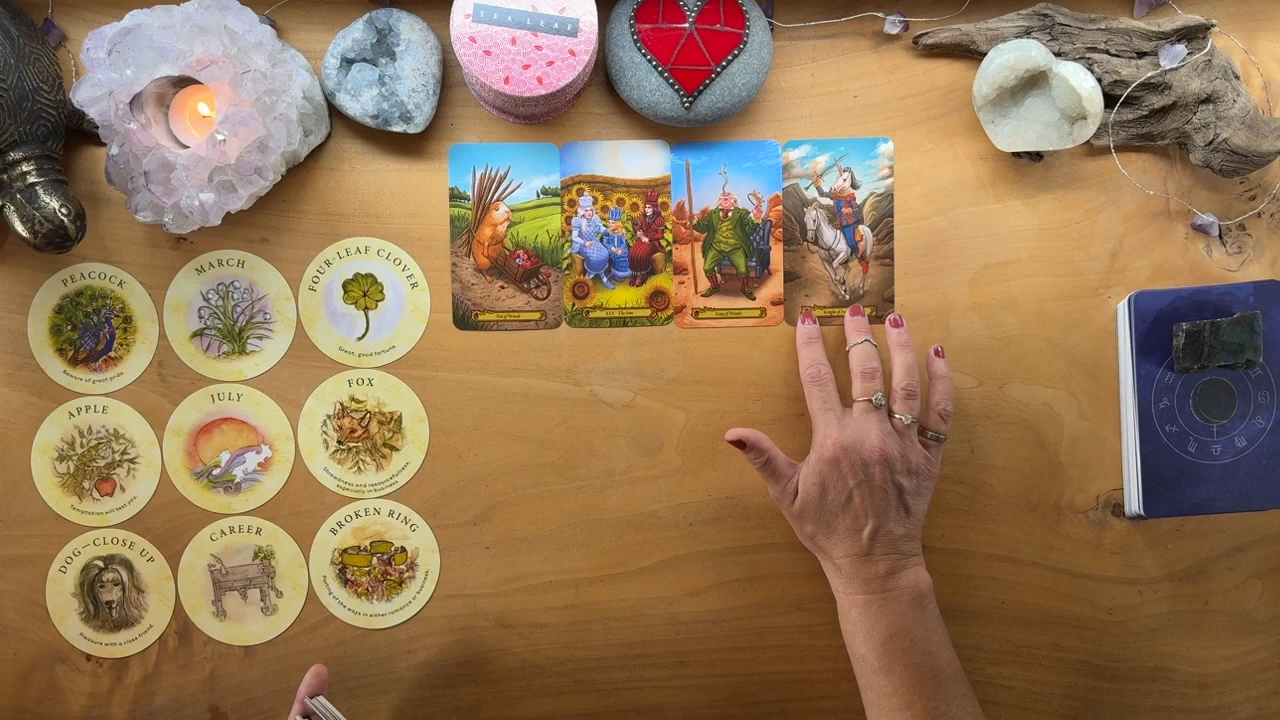 TEA LEAF
PEACOCK
Beware of great pride
MARCH
FOUR-LEAF CLOVER
Great, good fortune
APPLE
Temptation will test you.
JULY
FOX
Shrewdness and resourcefulness,
especially in business.
DOG—CLOSE UP
Pleasure with a close friend.
CAREER
BROKEN RING
Parting of the ways in either romance or business.
Ten of Wands
XIX The Sun
King of Wands
Knight of